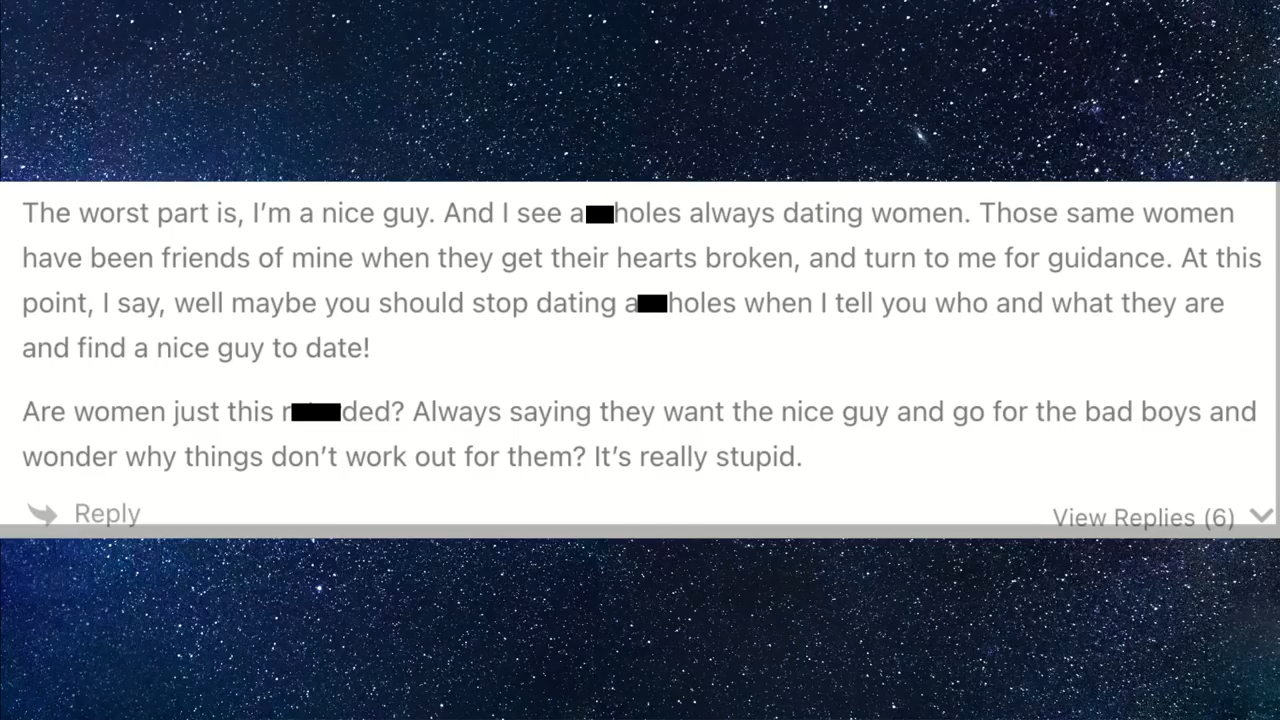 The worst part is, I'm a nice guy. And I see a holes always dating women. Those same women
have been friends of mine when they get their hearts broken, and turn to me for guidance. At this
point, I say, well maybe you should stop dating a holes when I tell you who and what they are
and find a nice guy to date!
Are women just this r ded? Always saying they want the nice guy and go for the bad boys and
wonder why things don't work out for them? It's really stupid.
Reply
View Replies (6)